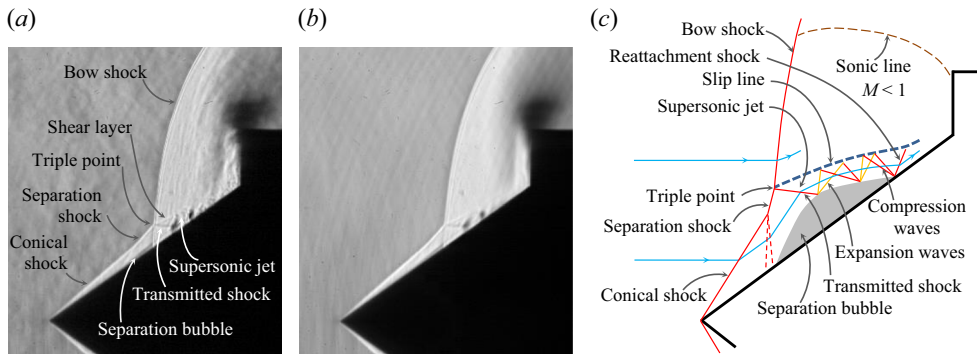 (a)
Bow shock
Shear layer
Triple point
Separation
shock
Conical
shock
Supersonic jet
Transmitted shock
Separation bubble
(b)
(c)
Bow shock
Reattachment shock
Slip line
Supersonic jet
Sonic line
M < 1
Triple point
Separation shock
Conical shock
Compression
waves
Expansion waves
Transmitted shock
Separation bubble